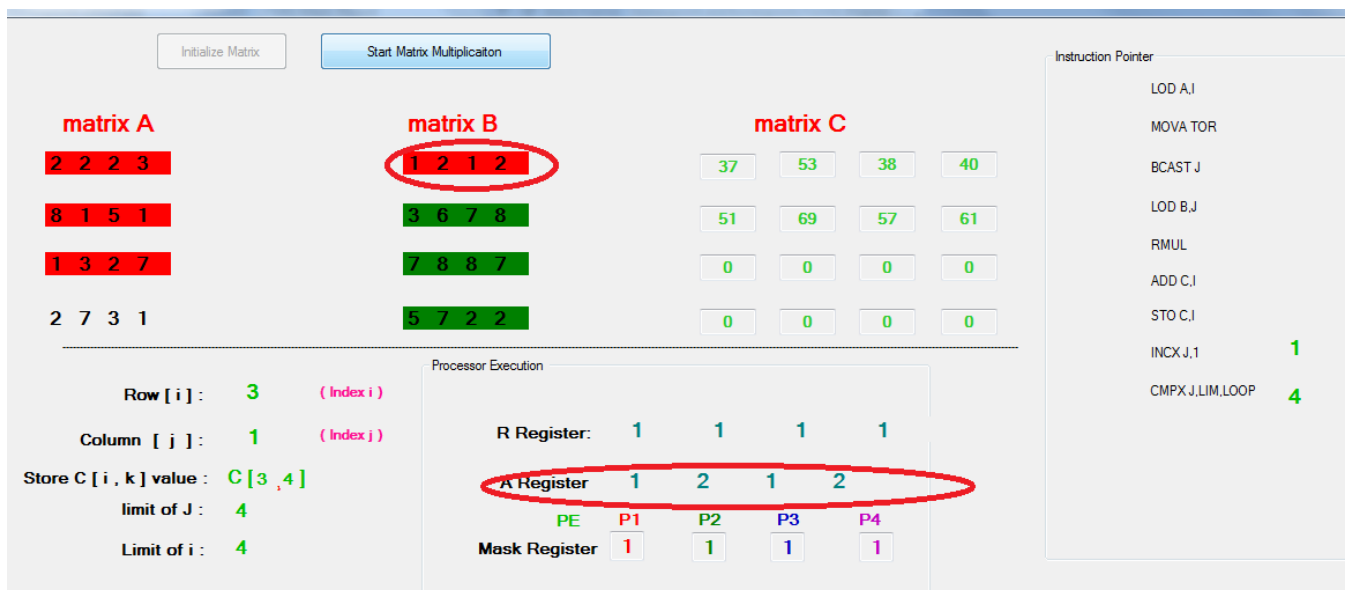 Initialize Matrix Start Matrix Multiplicaiton
Instruction Pointer
LOD A,I
matrix A matrix B matrix C
MOVA TOR
2 2 2 3 1 2 1 2 37 53 38 40
BCAST J
LOD B,J
8 1 5 1 3 6 7 8 51 69 57 61
RMUL
1 3 2 7 7 8 8 7 0 0 0 0
ADD C,I
STO C,I
2 7 3 1 5 7 2 2 0 0 0 0
INCX J,1 1
Processor Execution
CMPX J,LIM,LOOP 4
Row [ i ] : 3 ( Index i )
Column [ j ] : 1 ( Index j )
R Register: 1 1 1 1
Store C [ i , k ] value : C [ 3 , 4 ]
A Register 1 2 1 2
limit of J : 4
PE P1 P2 P3 P4
Limit of i : 4
Mask Register 1 1 1 1